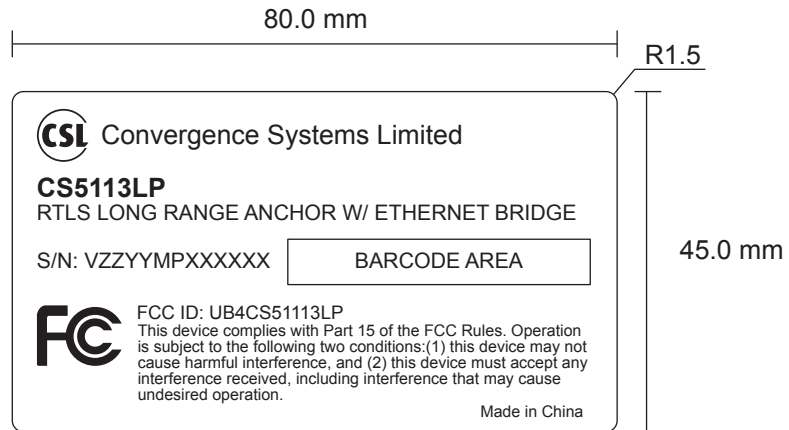 80.0 mm
R1.5
CSL Convergence Systems Limited
CS5113LP
RTLS LONG RANGE ANCHOR W/ ETHERNET BRIDGE
S/N: VZZYYMPXXXXXX BARCODE AREA
45.0 mm
FC FCC ID: UB4CS51113LP
This device complies with Part 15 of the FCC Rules. Operation
is subject to the following two conditions:(1) this device may not
cause harmful interference, and (2) this device must accept any
interference received, including interference that may cause
undesired operation.
Made in China